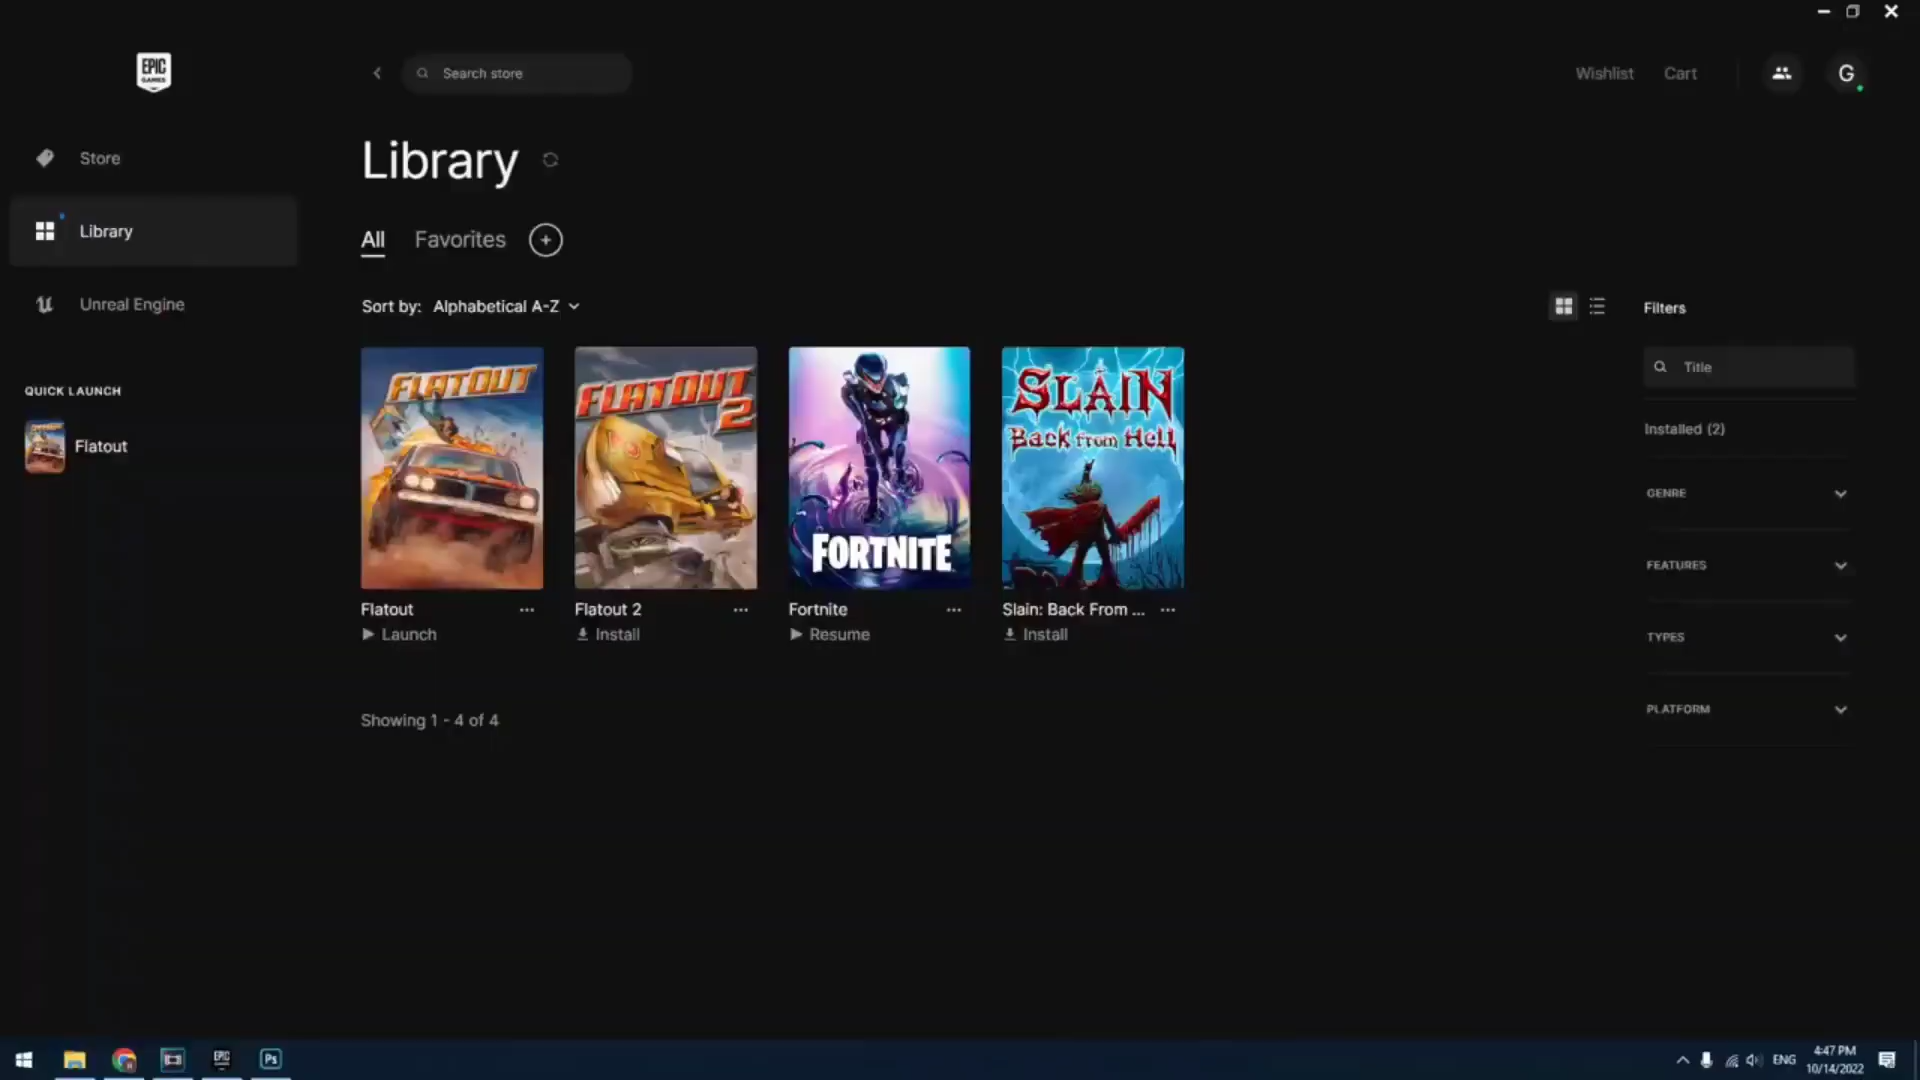 EPIC
GAMES
Search store
Wishlist
Cart
G
Store
Library
Unreal Engine
QUICK LAUNCH
Flatout
Library
All
Favorites
Sort by: Alphabetical A-Z
FLATOUT
FLATOUT
2
FORTNITE
SLAIN
Back from Hell
Flatout
Launch
Flatout 2
Install
Fortnite
Resume
Slain: Back From ...
Install
Showing 1 - 4 of 4
Filters
Title
Installed (2)
GENRE
FEATURES
TYPES
PLATFORM
EPIC
Ps
ENG
4:47 PM
10/14/2022